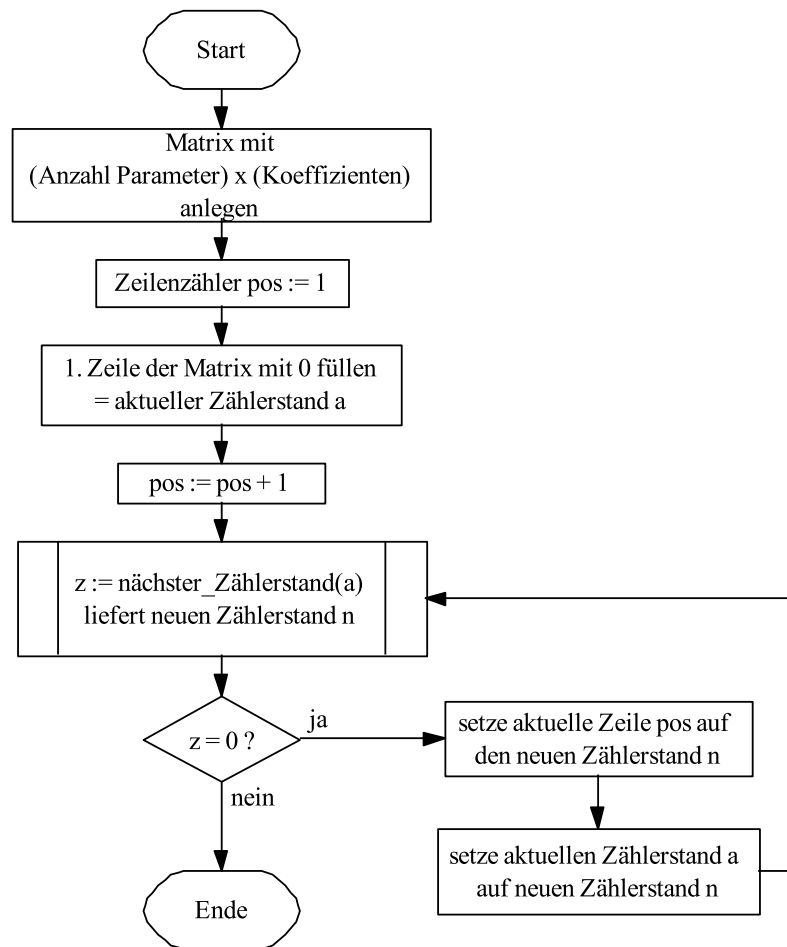 Start
Matrix mit
(Anzahl Parameter) x (Koeffizienten)
anlegen
Zeilenzähler pos := 1
1. Zeile der Matrix mit 0 füllen
= aktueller Zählerstand a
pos := pos + 1
z := nächster_Zählerstand(a)
liefert neuen Zählerstand n
z = 0 ?
ja
setze aktuelle Zeile pos auf
den neuen Zählerstand n
nein
setze aktuellen Zählerstand a
auf neuen Zählerstand n
Ende